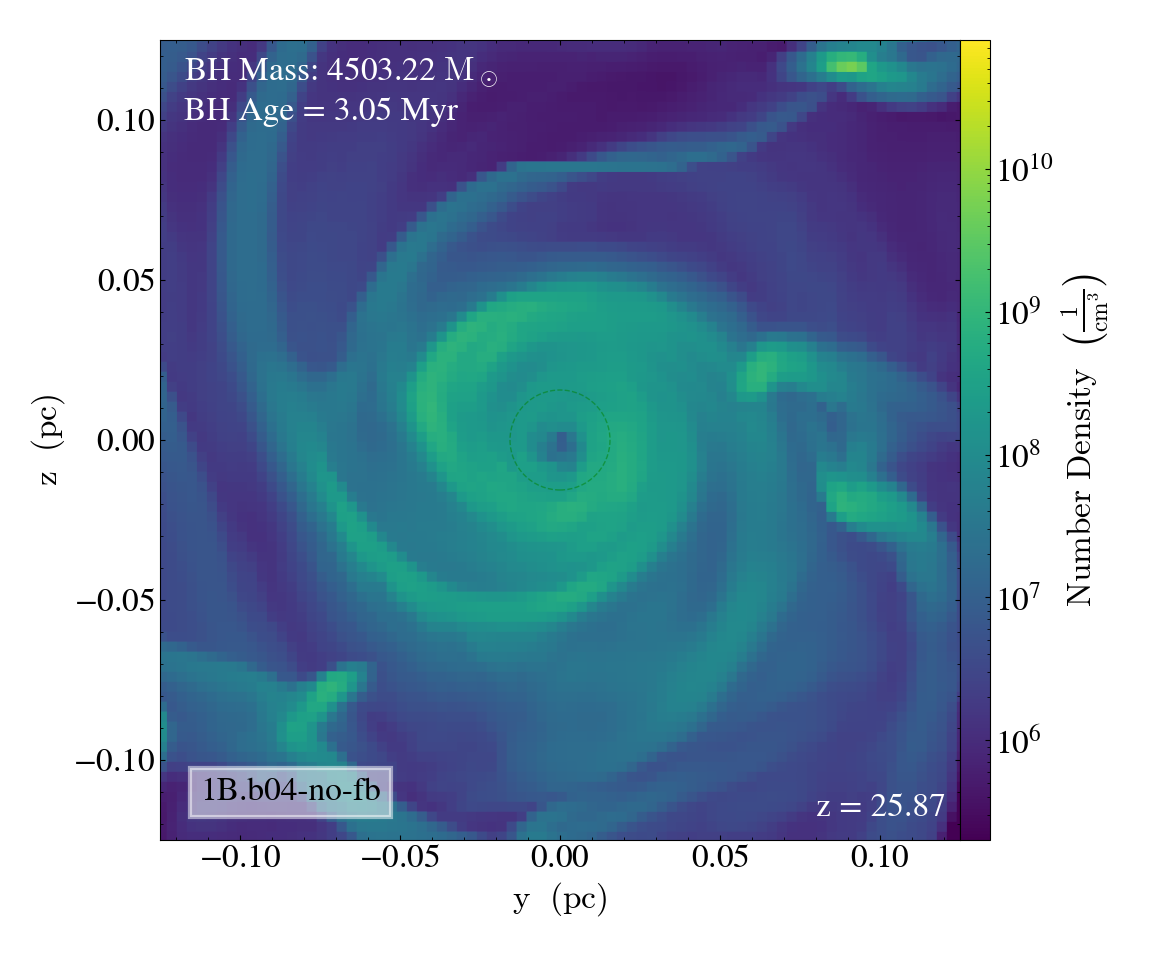 BH Mass: 4503.22 M⊙
BH Age = 3.05 Myr
1B.b04-no-fb
z = 25.87
0.10
0.05
0.00
−0.05
−0.10
z (pc)
−0.10
−0.05
0.00
0.05
0.10
y (pc)
10¹⁰
10⁹
10⁸
10⁷
10⁶
Number Density (1/cm³)